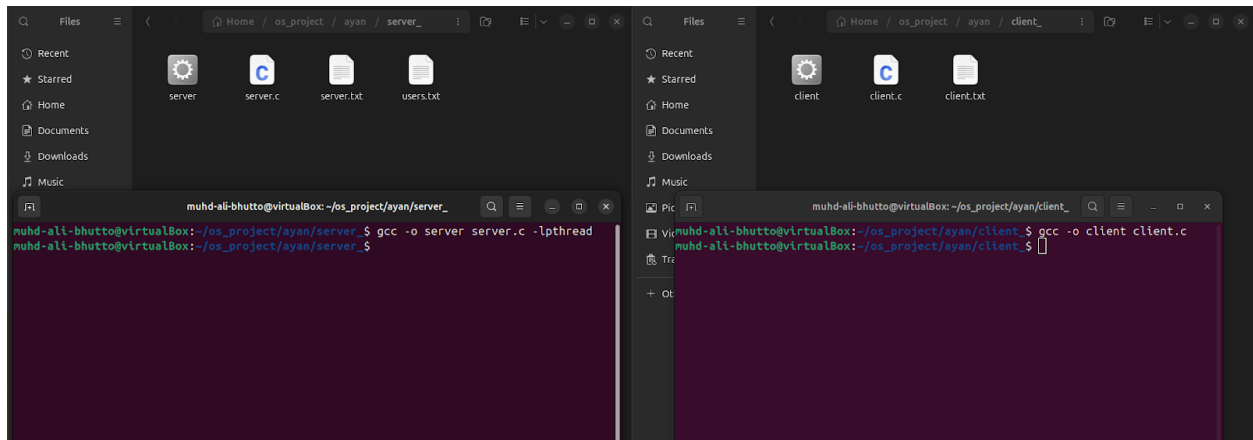 Files
Home / os_project / ayan / server_
Recent
Starred
Home
Documents
Downloads
Music
server
server.c
server.txt
users.txt
muhd-ali-bhutto@virtualBox: ~/os_project/ayan/server_
muhd-ali-bhutto@virtualBox:~/os_project/ayan/server_$ gcc -o server server.c -lpthread
muhd-ali-bhutto@virtualBox:~/os_project/ayan/server_$
Files
Home / os_project / ayan / client_
Recent
Starred
Home
Documents
Downloads
Music
Pic
Vic
Tra
Ot
client
client.c
client.txt
muhd-ali-bhutto@virtualBox: ~/os_project/ayan/client_
muhd-ali-bhutto@virtualBox:~/os_project/ayan/client_$ gcc -o client client.c
muhd-ali-bhutto@virtualBox:~/os_project/ayan/client_$